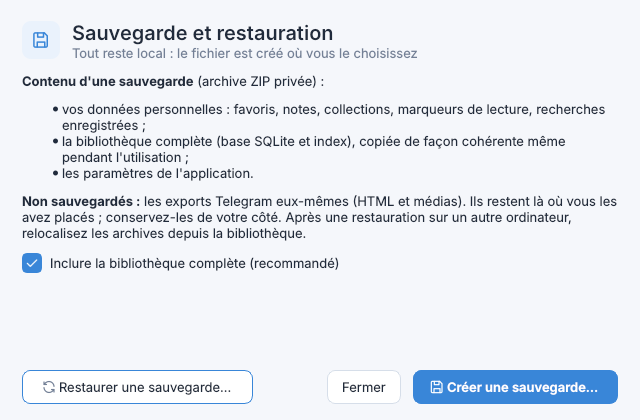 Sauvegarde et restauration
Tout reste local : le fichier est créé où vous le choisissez
Contenu d'une sauvegarde (archive ZIP privée) :
• vos données personnelles : favoris, notes, collections, marqueurs de lecture, recherches
enregistrées ;
• la bibliothèque complète (base SQLite et index), copiée de façon cohérente même
pendant l'utilisation ;
• les paramètres de l'application.
Non sauvegardés : les exports Telegram eux-mêmes (HTML et médias). Ils restent là où vous les
avez placés ; conservez-les de votre côté. Après une restauration sur un autre ordinateur,
relocalisez les archives depuis la bibliothèque.
Inclure la bibliothèque complète (recommandé)
Restaurer une sauvegarde...
Fermer
Créer une sauvegarde...